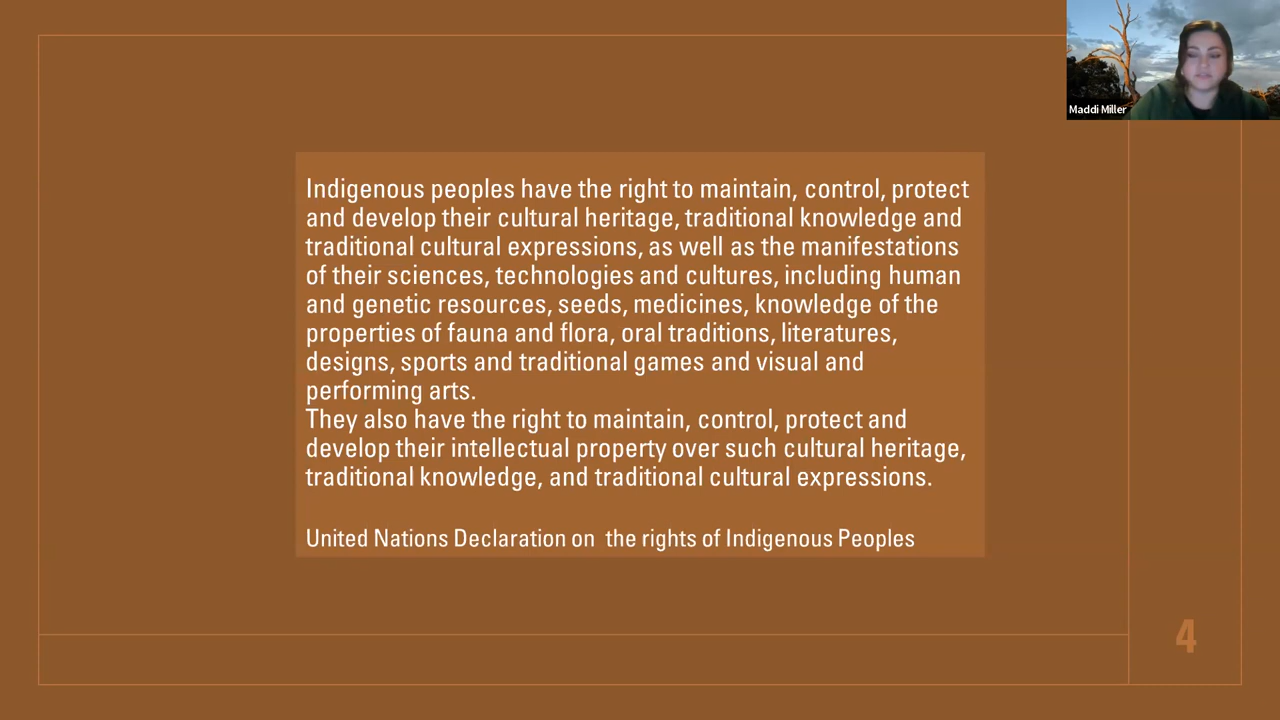 Maddi Miller
Indigenous peoples have the right to maintain, control, protect
and develop their cultural heritage, traditional knowledge and
traditional cultural expressions, as well as the manifestations
of their sciences, technologies and cultures, including human
and genetic resources, seeds, medicines, knowledge of the
properties of fauna and flora, oral traditions, literatures,
designs, sports and traditional games and visual and
performing arts.
They also have the right to maintain, control, protect and
develop their intellectual property over such cultural heritage,
traditional knowledge, and traditional cultural expressions.
United Nations Declaration on  the rights of Indigenous Peoples
4